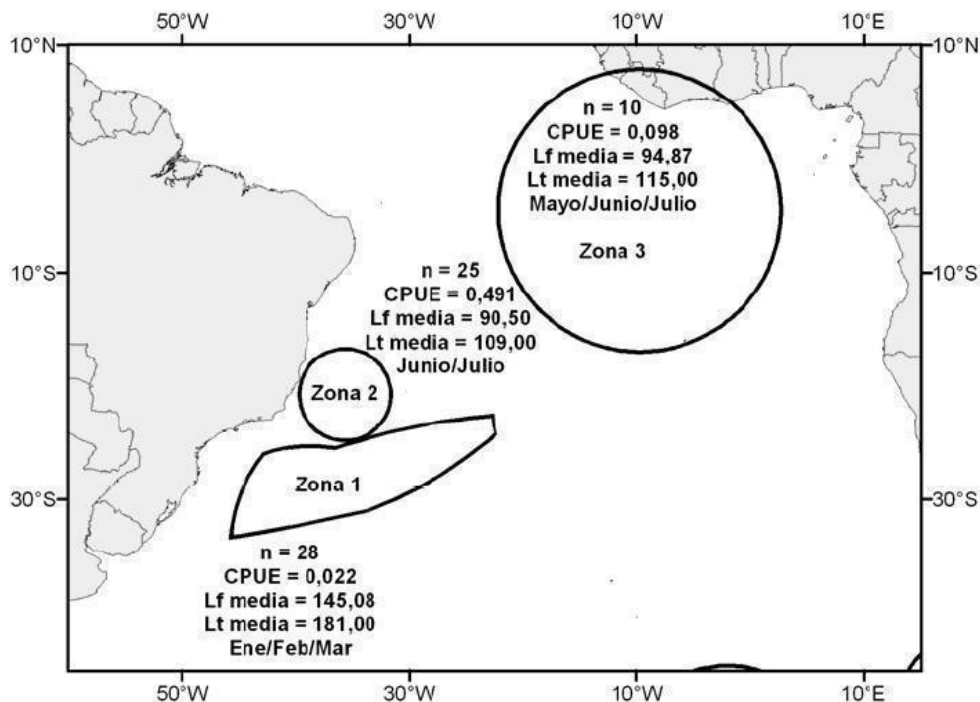 50°W 30°W 10°W 10°E
10°N 10°N
n = 10
CPUE = 0,098
Lf media = 94,87
Lt media = 115,00
Mayo/Junio/Julio
Zona 3
10°S 10°S
n = 25
CPUE = 0,491
Lf media = 90,50
Lt media = 109,00
Junio/Julio
Zona 2
Zona 1
30°S 30°S
n = 28
CPUE = 0,022
Lf media = 145,08
Lt media = 181,00
Ene/Feb/Mar
50°W 30°W 10°W 10°E